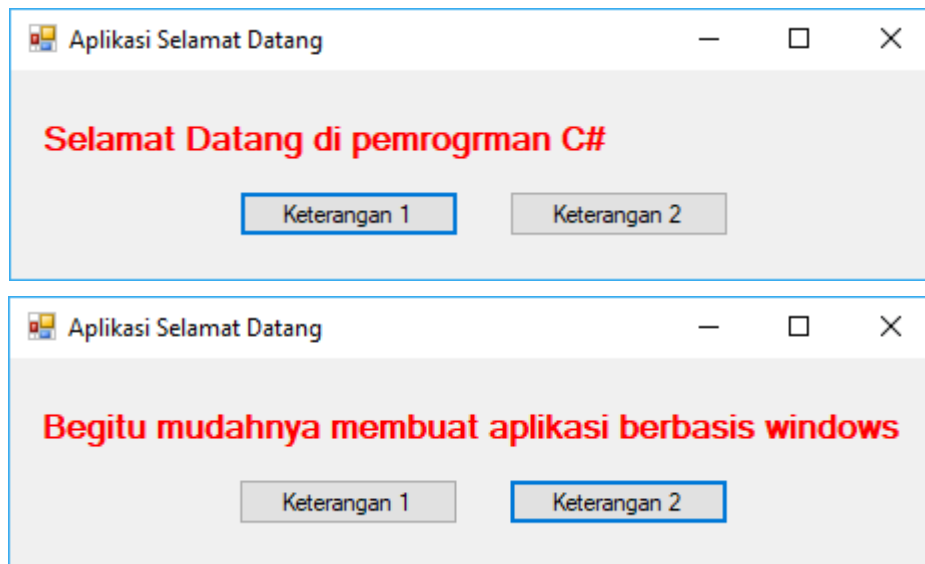 Aplikasi Selamat Datang
Selamat Datang di pemrogrman C#
Keterangan 1 Keterangan 2
Aplikasi Selamat Datang
Begitu mudahnya membuat aplikasi berbasis windows
Keterangan 1 Keterangan 2